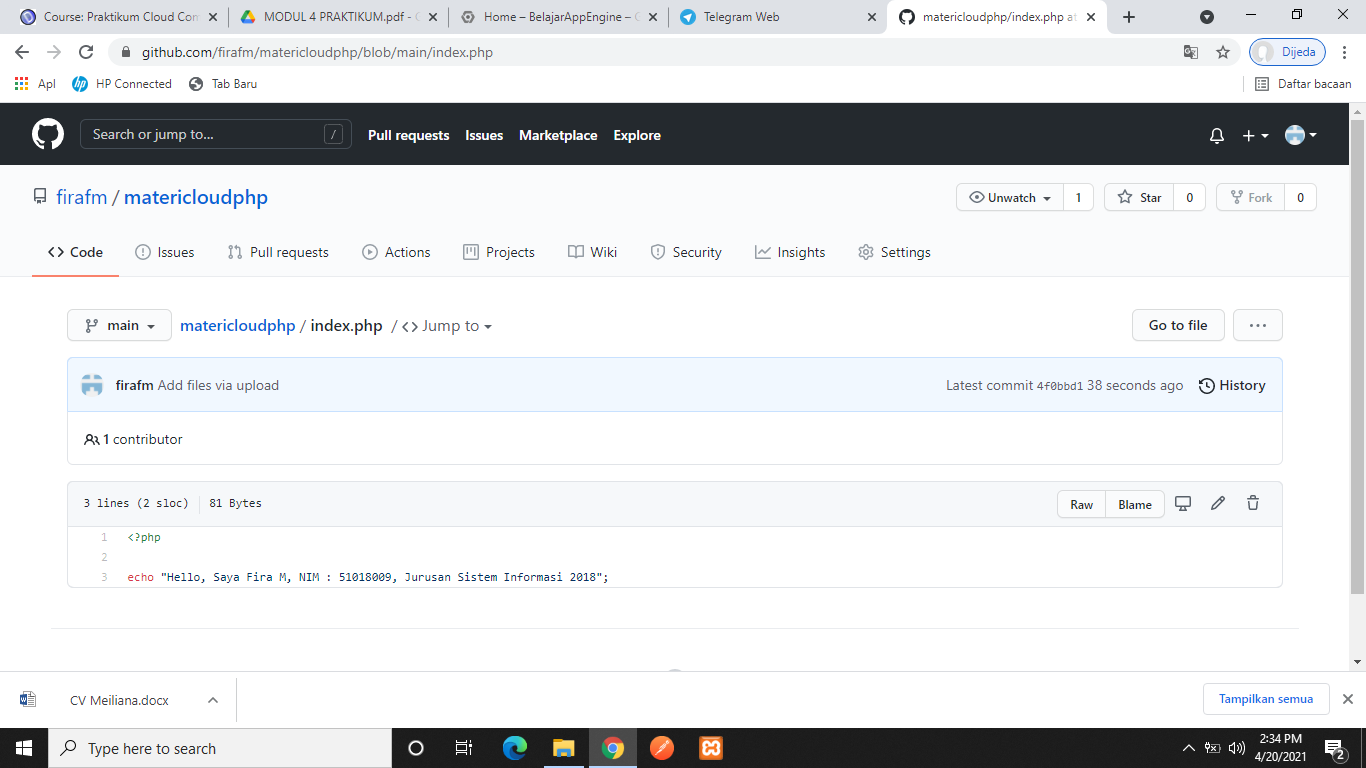 Course: Praktikum Cloud Con
MODUL 4 PRAKTIKUM.pdf - G
Home – BelajarAppEngine – G
Telegram Web
matericloudphp/index.php at
github.com/firafm/matericloudphp/blob/main/index.php
Dijeda
Apl
HP Connected
Tab Baru
Daftar bacaan
Search or jump to...
/
Pull requests
Issues
Marketplace
Explore
firafm / matericloudphp
Unwatch 1
Star 0
Fork 0
Code
Issues
Pull requests
Actions
Projects
Wiki
Security
Insights
Settings
main
matericloudphp / index.php / <> Jump to
Go to file
...
firafm Add files via upload
Latest commit 4f0bbd1 38 seconds ago
History
1 contributor
3 lines (2 sloc) 81 Bytes
Raw
Blame
1 <?php
2
3 echo "Hello, Saya Fira M, NIM : 51018009, Jurusan Sistem Informasi 2018";
CV Meiliana.docx
Tampilkan semua
Type here to search
2:34 PM
4/20/2021
2